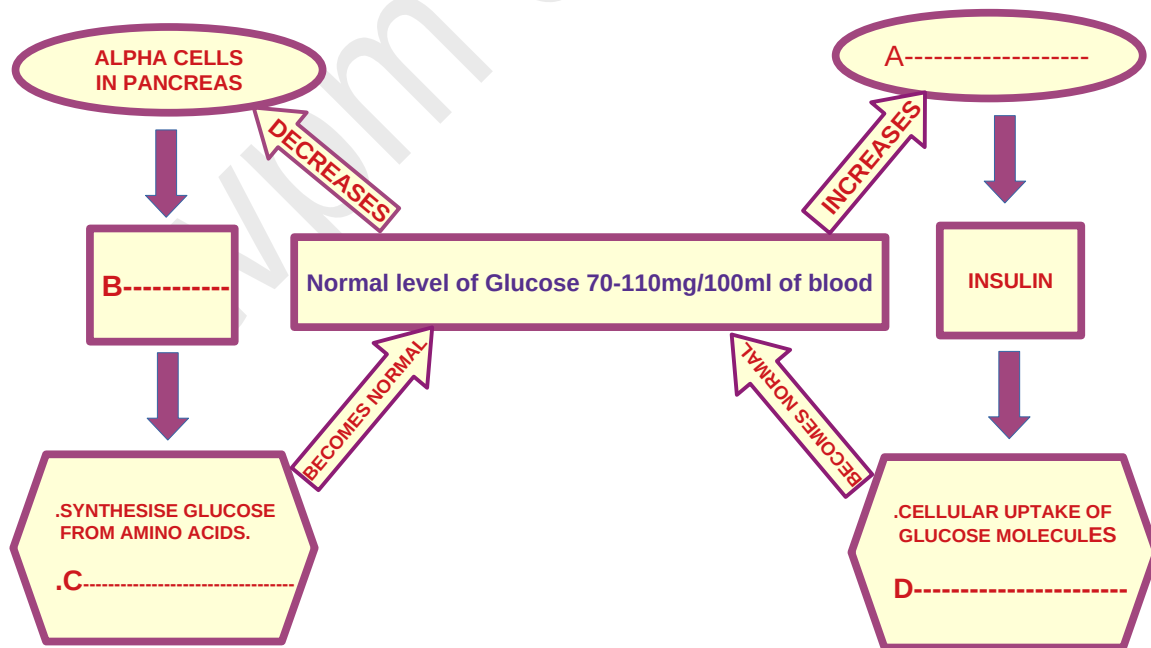 ALPHA CELLS
IN PANCREAS
A-------------------
DECREASES
INCREASES
B-----------
Normal level of Glucose 70-110mg/100ml of blood
INSULIN
BECOMES NORMAL
BECOMES NORMAL
.SYNTHESISE GLUCOSE
FROM AMINO ACIDS.
.C----------------------------------
.CELLULAR UPTAKE OF
GLUCOSE MOLECULES
D-----------------------
vpm